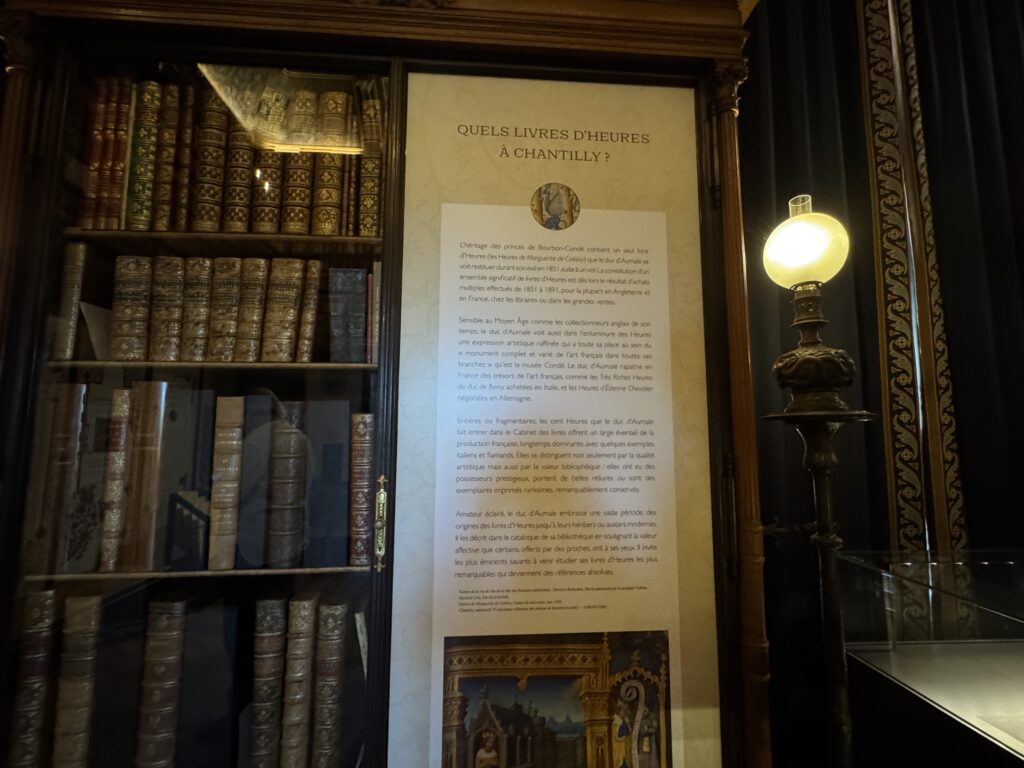 QUELS LIVRES D'HEURES
À CHANTILLY ?
L'héritage des princes de Bourbon-Condé contient un seul livre
d'Heures (les Heures de Marguerite de Coëtivy) que le duc d'Aumale se
voit restituer durant son exil en 1851, suite à un vol. La constitution d'un
ensemble significatif de livres d'Heures est dès lors le résultat d'achats
multiples effectués de 1851 à 1891, pour la plupart en Angleterre et
en France, chez les libraires ou dans les grandes ventes.
Sensible au Moyen Âge comme les collectionneurs anglais de son
temps, le duc d'Aumale voit aussi dans l'enluminure des Heures
une expression artistique raffinée qui a toute sa place au sein du
« monument complet et varié de l'art français dans toutes ses
branches » qu'est le musée Condé. Le duc d'Aumale rapatrie en
France des trésors de l'art français, comme les Très Riches Heures
du duc de Berry achetées en Italie, et les Heures d'Étienne Chevalier
négociées en Allemagne.
Entières ou fragmentaires, les cent Heures que le duc d'Aumale
fait entrer dans le Cabinet des livres offrent un large éventail de la
production française, longtemps dominante, avec quelques exemples
italiens et flamands. Elles se distinguent non seulement par la qualité
artistique mais aussi par la valeur bibliophilique : elles ont eu des
possesseurs prestigieux, portent de belles reliures ou sont des
exemplaires imprimés rarissimes, remarquablement conservés.
Amateur éclairé, le duc d'Aumale embrasse une vaste période, des
origines des livres d'Heures jusqu'à leurs héritiers ou avatars modernes.
Il les décrit dans le catalogue de sa bibliothèque en soulignant la valeur
affective que certains, offerts par des proches, ont à ses yeux. Il invite
les plus éminents savants à venir étudier ses livres d'Heures les plus
remarquables qui deviennent des références absolues.